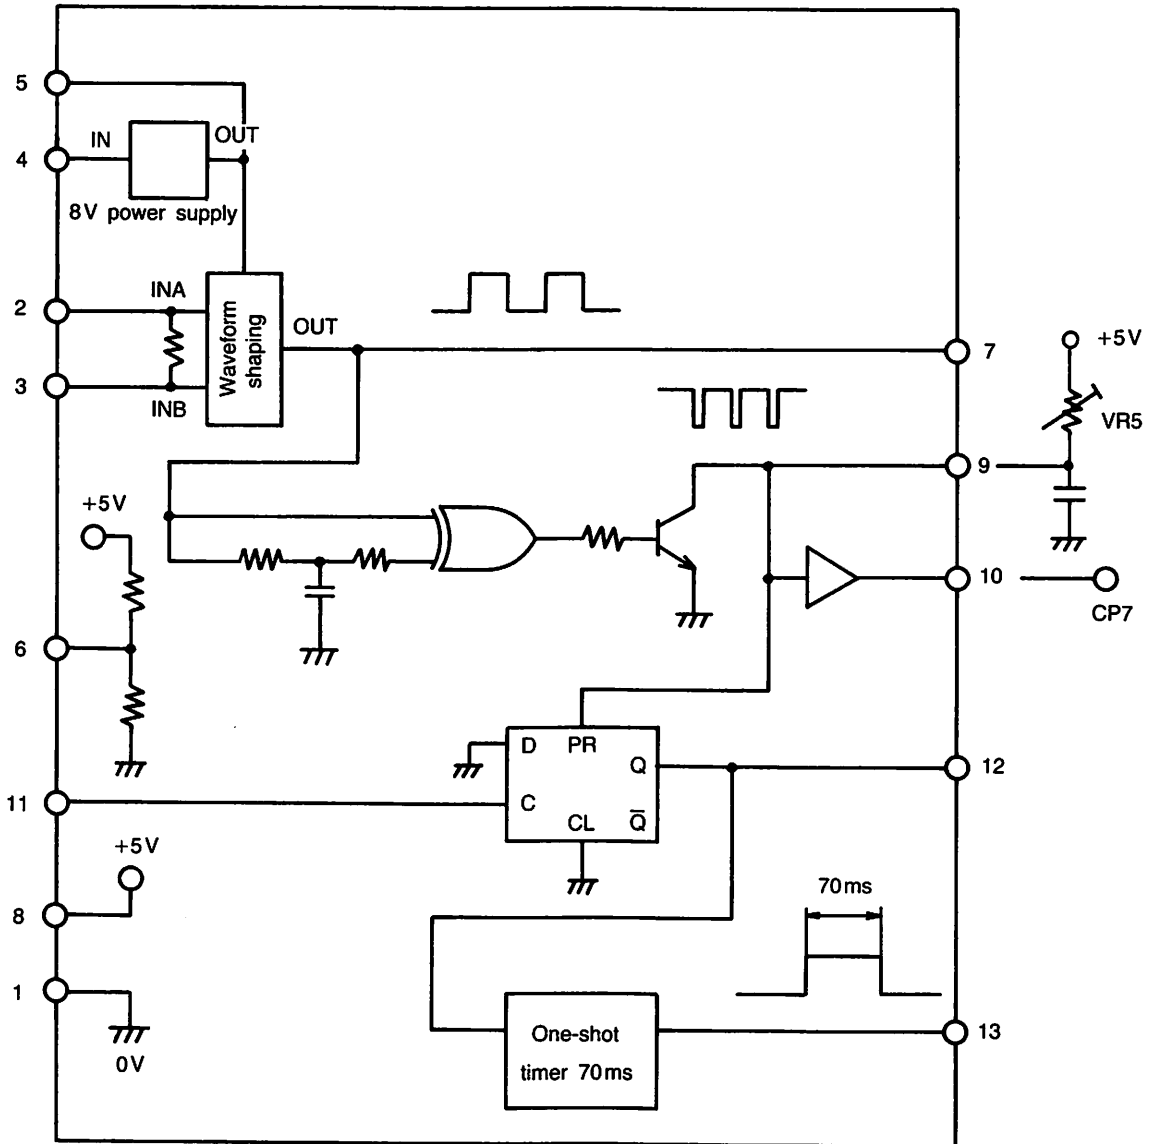 5
IN
OUT
4
8V power supply
2
INA
Waveform
shaping
OUT
3
INB
7
+5V
VR5
9
+5V
10
CP7
6
D
PR
Q
12
11
C
CL
Q̅
+5V
8
70ms
1
0V
One-shot
timer 70ms
13